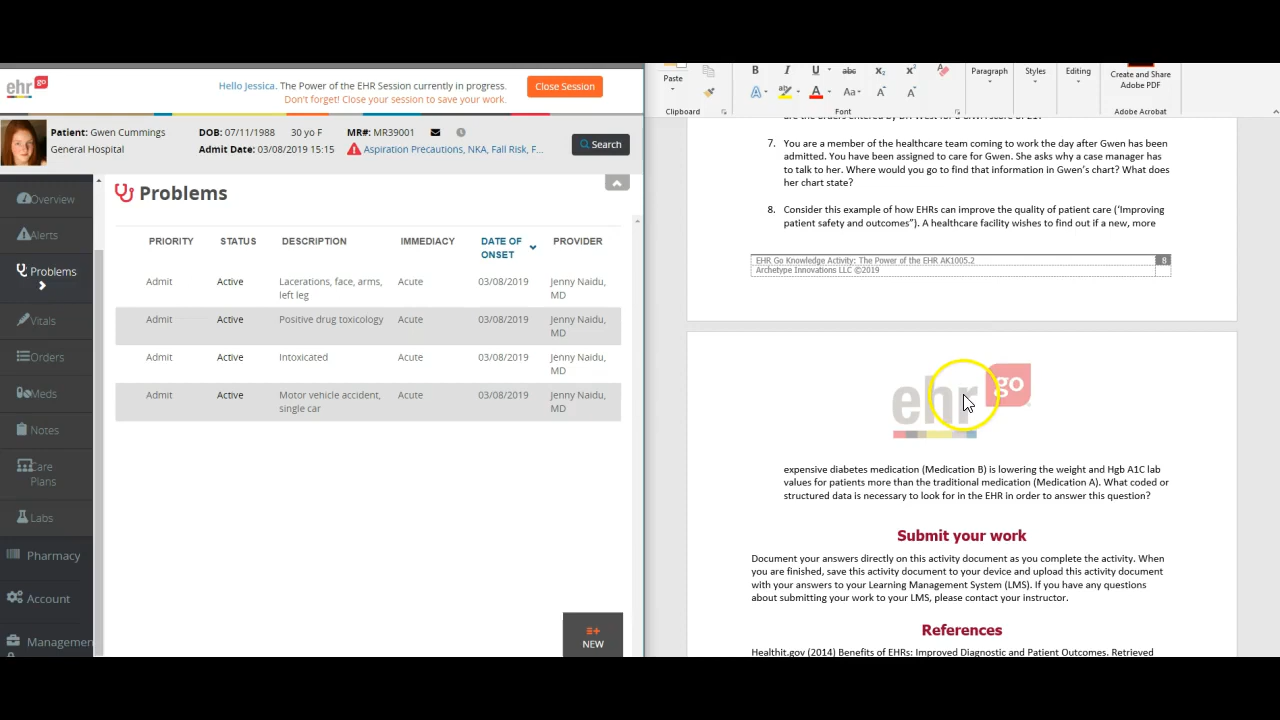 ehr go
Hello Jessica. The Power of the EHR Session currently in progress.
Don't forget! Close your session to save your work.
Close Session
Patient: Gwen Cummings
General Hospital
DOB: 07/11/1988 30 yo F
Admit Date: 03/08/2019 15:15
MR#: MR39001
Aspiration Precautions, NKA, Fall Risk, F...
Search
Overview
Alerts
Problems
Vitals
Orders
Meds
Notes
Care
Plans
Labs
Pharmacy
Account
Managemen
Problems
PRIORITY STATUS DESCRIPTION IMMEDIACY DATE OF ONSET PROVIDER
Admit Active Lacerations, face, arms, left leg Acute 03/08/2019 Jenny Naidu, MD
Admit Active Positive drug toxicology Acute 03/08/2019 Jenny Naidu, MD
Admit Active Intoxicated Acute 03/08/2019 Jenny Naidu, MD
Admit Active Motor vehicle accident, single car Acute 03/08/2019 Jenny Naidu, MD
NEW
Paste
Clipboard
B I U abc X2 X2
A ab A Aa A A
Font
Paragraph
Styles
Editing
Create and Share
Adobe PDF
Adobe Acrobat
7. You are a member of the healthcare team coming to work the day after Gwen has been
admitted. You have been assigned to care for Gwen. She asks why a case manager has
to talk to her. Where would you go to find that information in Gwen's chart? What does
her chart state?
8. Consider this example of how EHRs can improve the quality of patient care ('Improving
patient safety and outcomes"). A healthcare facility wishes to find out if a new, more
EHR Go Knowledge Activity: The Power of the EHR AK1005.2 8
Archetype Innovations LLC ©2019
ehr go
expensive diabetes medication (Medication B) is lowering the weight and Hgb A1C lab
values for patients more than the traditional medication (Medication A). What coded or
structured data is necessary to look for in the EHR in order to answer this question?
Submit your work
Document your answers directly on this activity document as you complete the activity. When
you are finished, save this activity document to your device and upload this activity document
with your answers to your Learning Management System (LMS). If you have any questions
about submitting your work to your LMS, please contact your instructor.
References
Healthit.gov (2014) Benefits of EHRs: Improved Diagnostic and Patient Outcomes. Retrieved